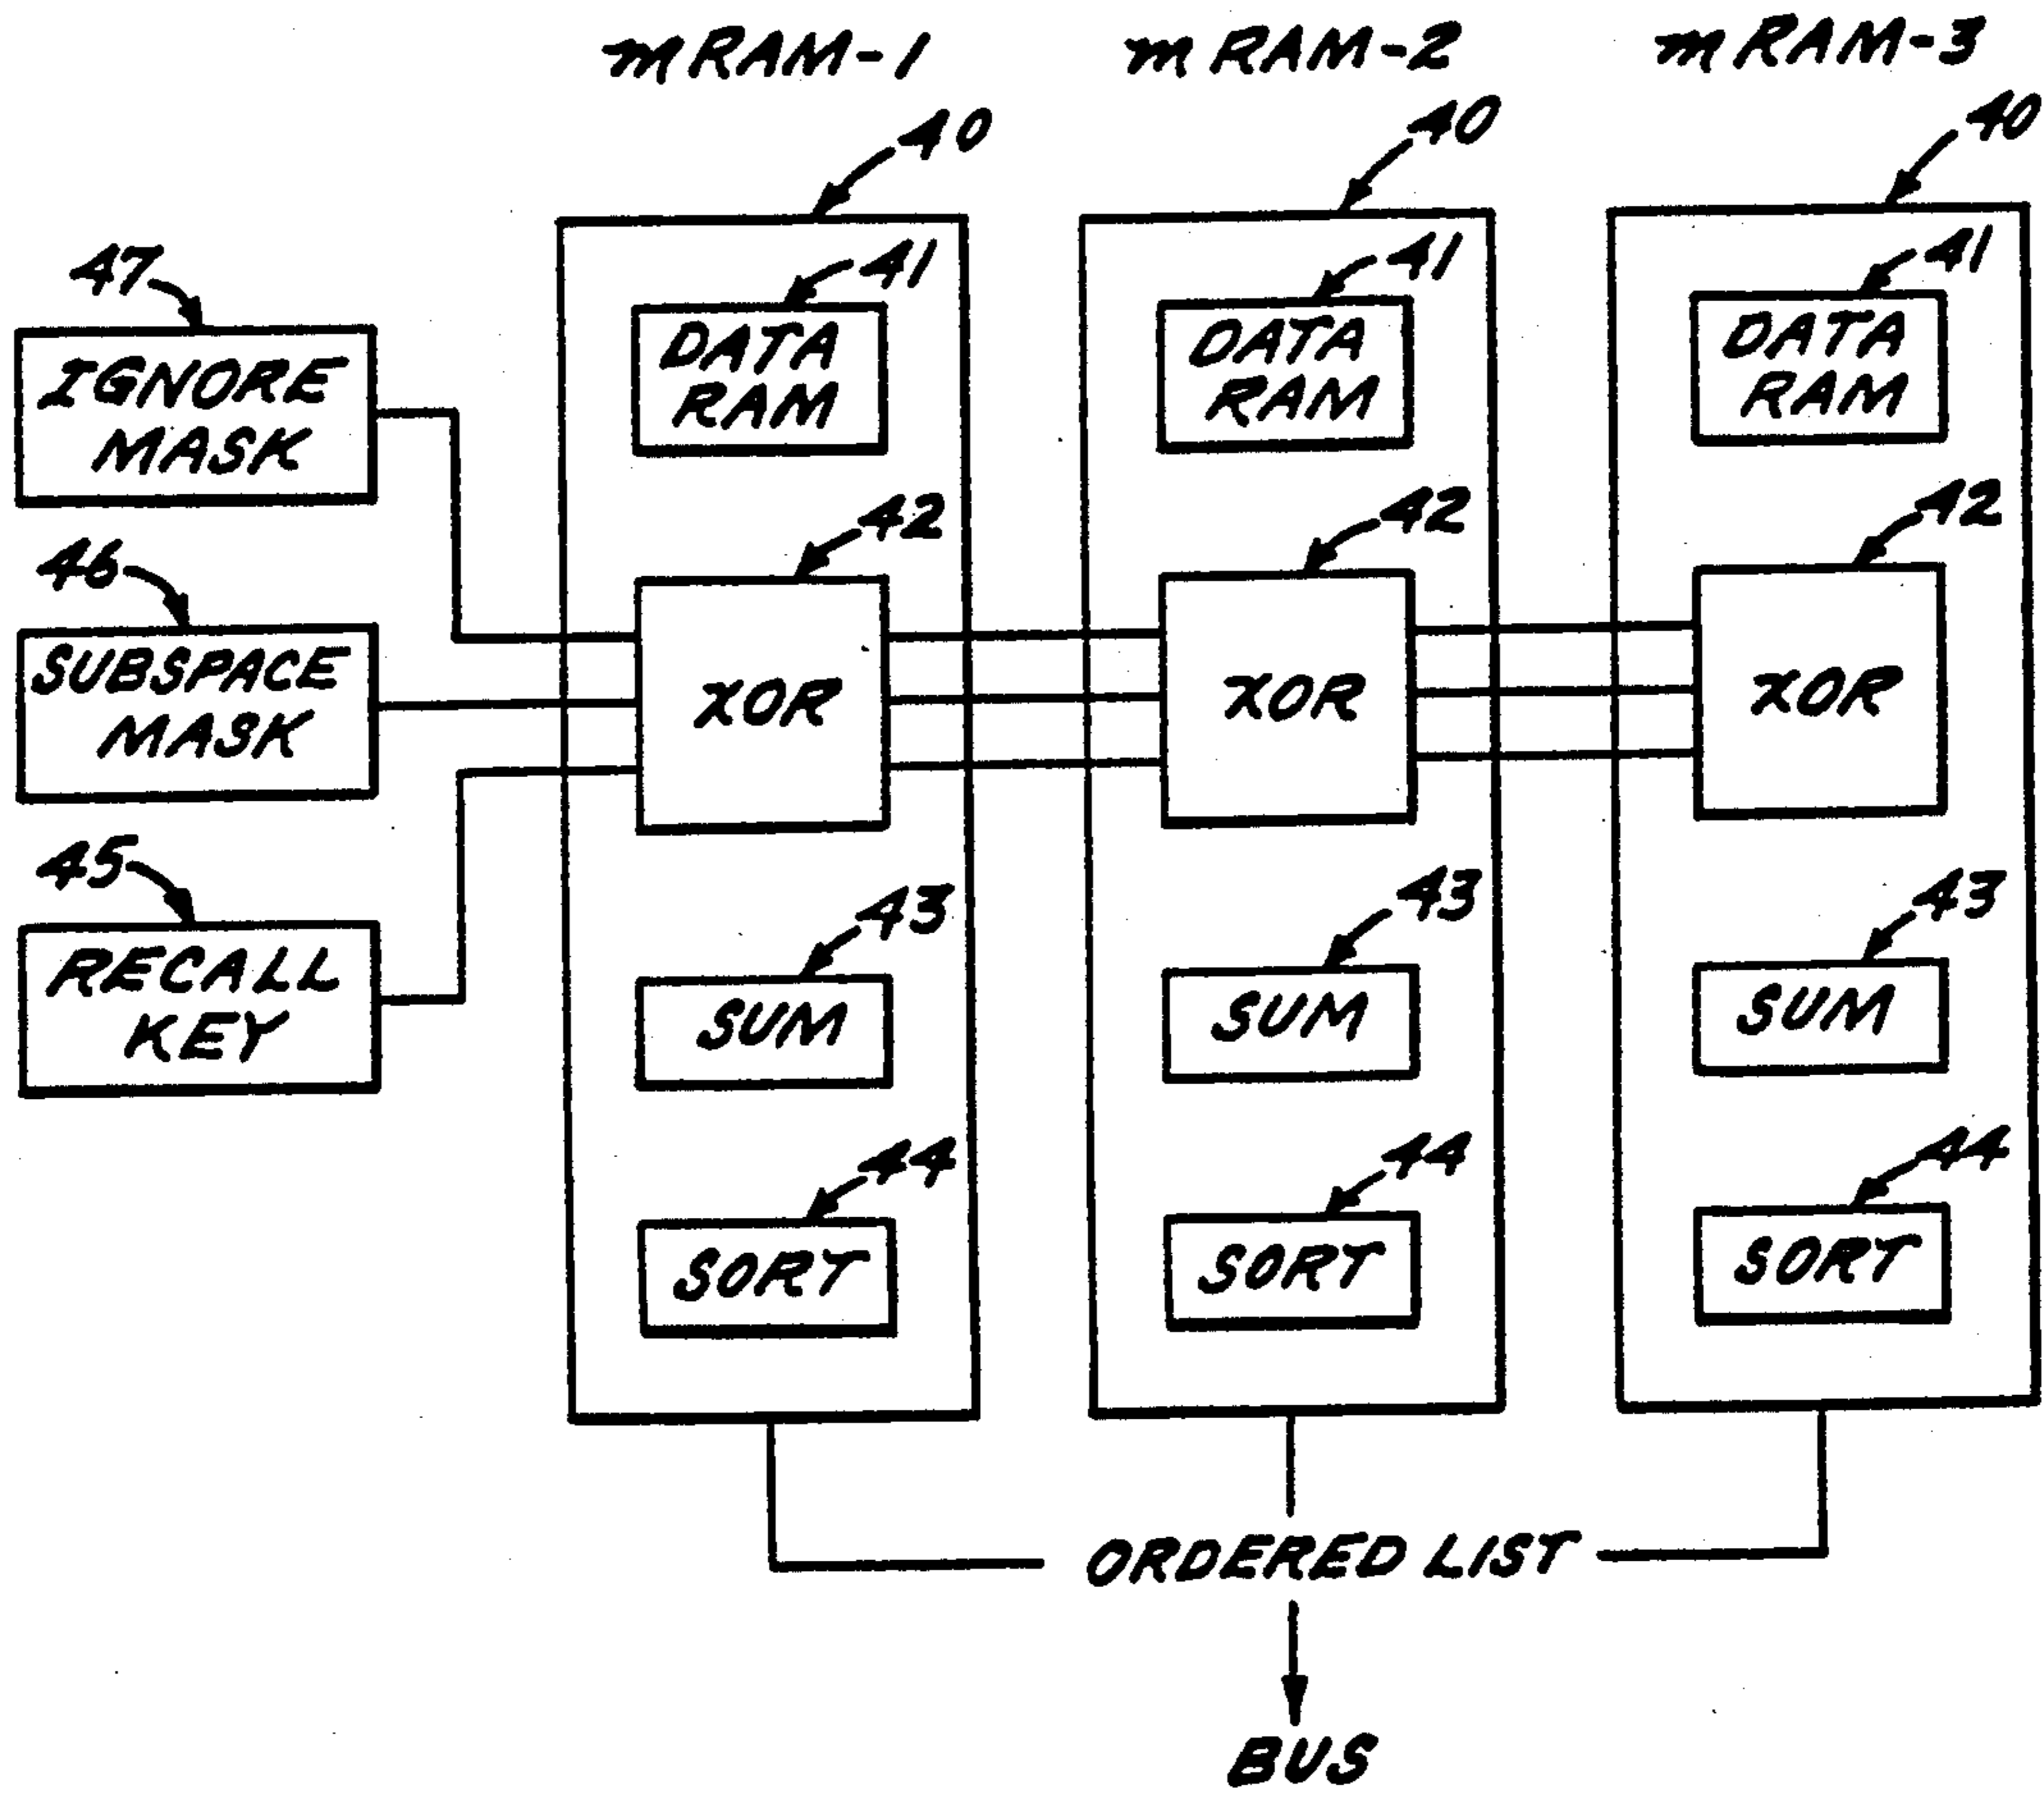 mRAM-1 mRAM-2 mRAM-3
40 40 40
47
IGNORE
MASK
46
SUBSPACE
MASK
45
RECALL
KEY
41
DATA
RAM
42
XOR
43
SUM
44
SORT
41
DATA
RAM
42
XOR
43
SUM
44
SORT
41
DATA
RAM
42
XOR
43
SUM
44
SORT
ORDERED LIST
BUS